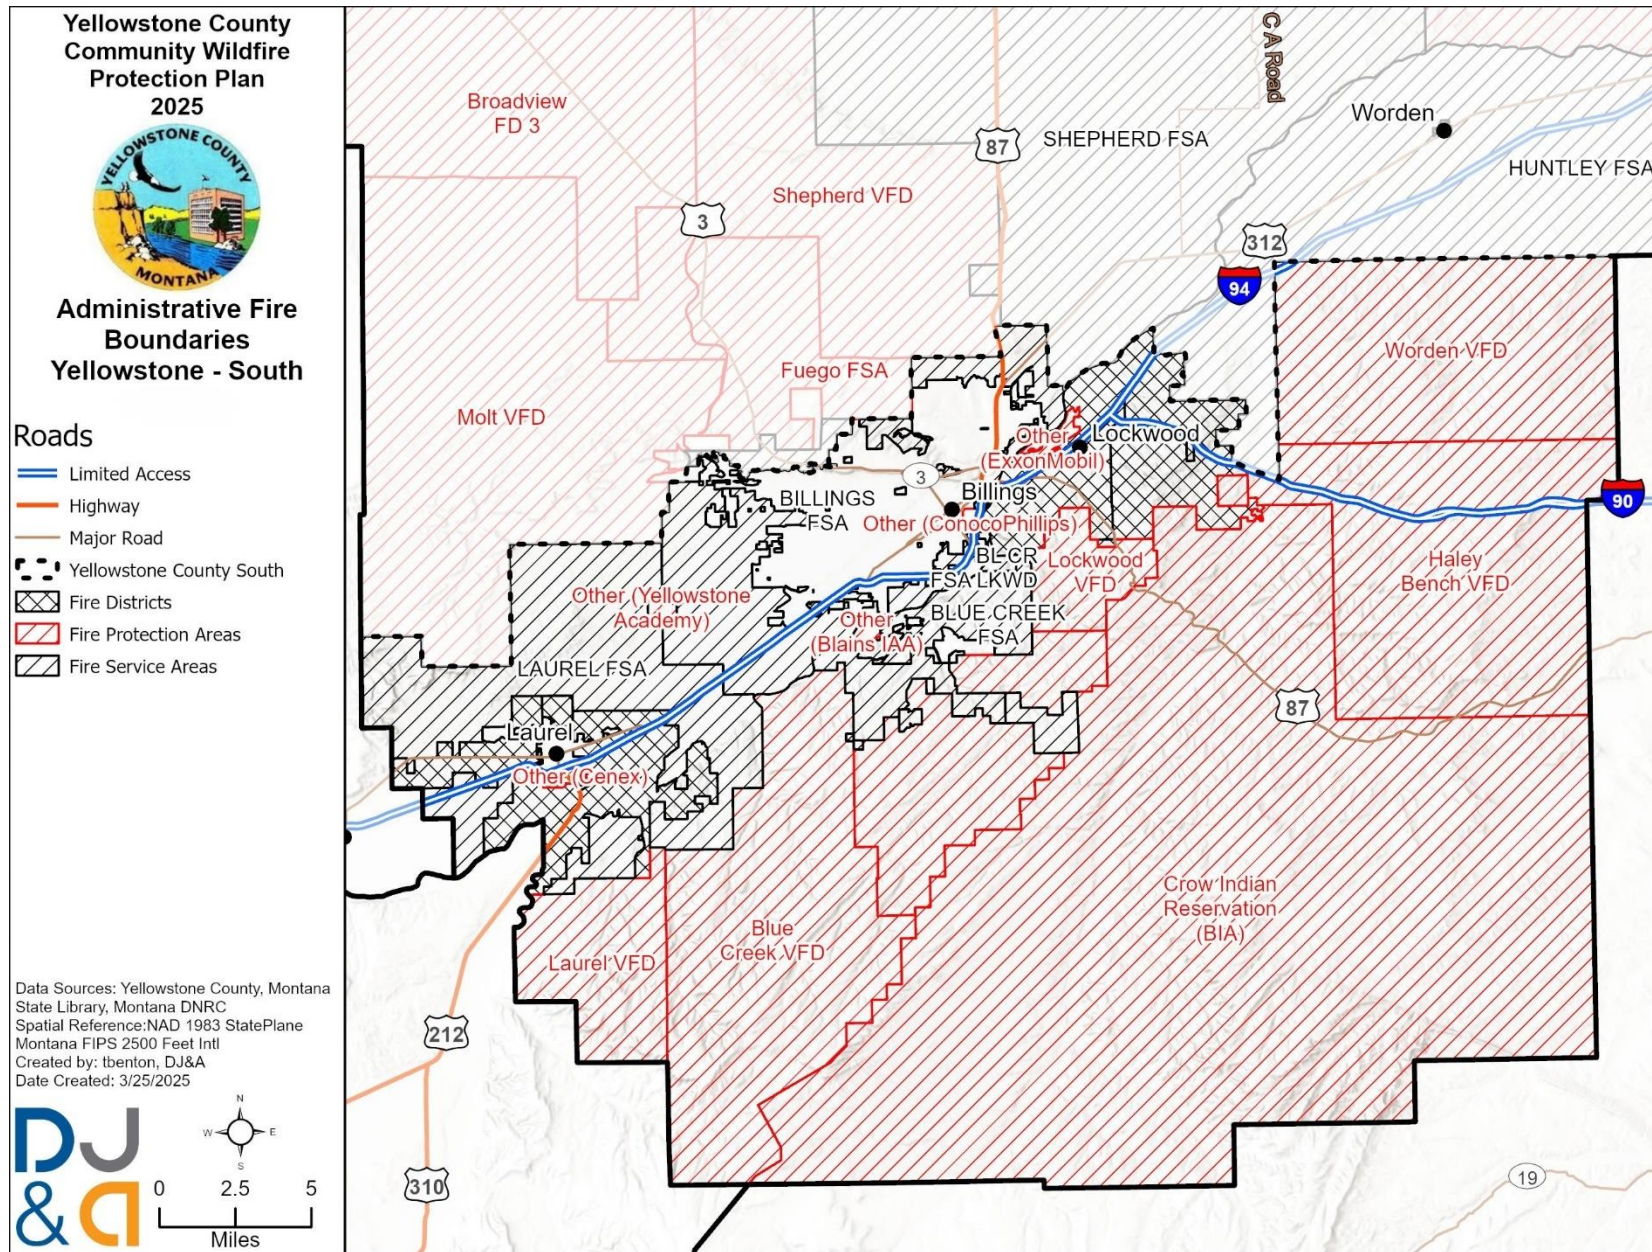 Yellowstone County
Community Wildfire
Protection Plan
2025
YELLOWSTONE COUNTY
MONTANA
Administrative Fire
Boundaries
Yellowstone - South
Roads
Limited Access
Highway
Major Road
Yellowstone County South
Fire Districts
Fire Protection Areas
Fire Service Areas
Data Sources: Yellowstone County, Montana
State Library, Montana DNRC
Spatial Reference:NAD 1983 StatePlane
Montana FIPS 2500 Feet Intl
Created by: tbenton, DJ&A
Date Created: 3/25/2025
DJ
&a
N
W E
S
0 2.5 5
Miles
C A Road
Broadview
FD 3
Worden
87
SHEPHERD FSA
HUNTLEY FSA
Shepherd VFD
3
312
94
Worden VFD
Fuego FSA
Molt VFD
Other
(ExxonMobil)
Lockwood
3
BILLINGS
FSA
Billings
Other (ConocoPhillips)
90
BLCR
FSA LKWD
Lockwood
VFD
Haley
Bench VFD
Other (Yellowstone
Academy)
Other
(Blains IAA)
BLUE CREEK
FSA
LAUREL FSA
87
Laurel
Other (Cenex)
Crow Indian
Reservation
(BIA)
Blue
Creek VFD
Laurel VFD
212
310
19